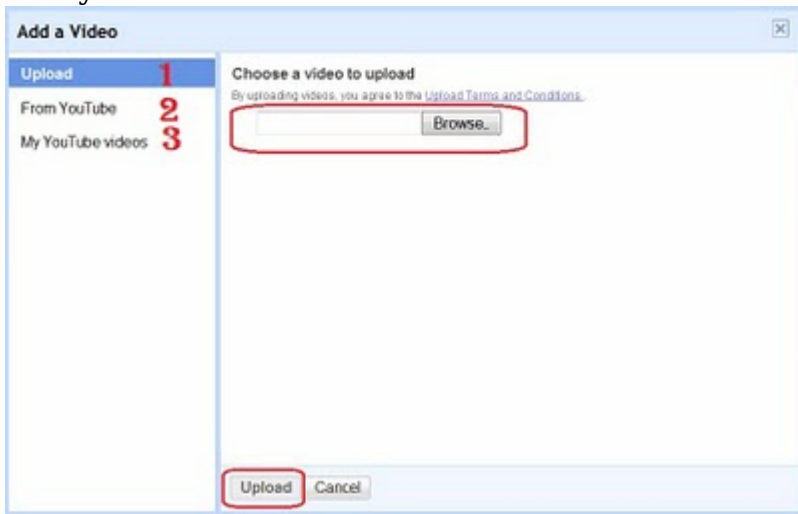 Add a Video
Upload 1
From YouTube 2
My YouTube videos 3
Choose a video to upload
By uploading videos, you agree to the Upload Terms and Conditions.
Browse..
Upload Cancel